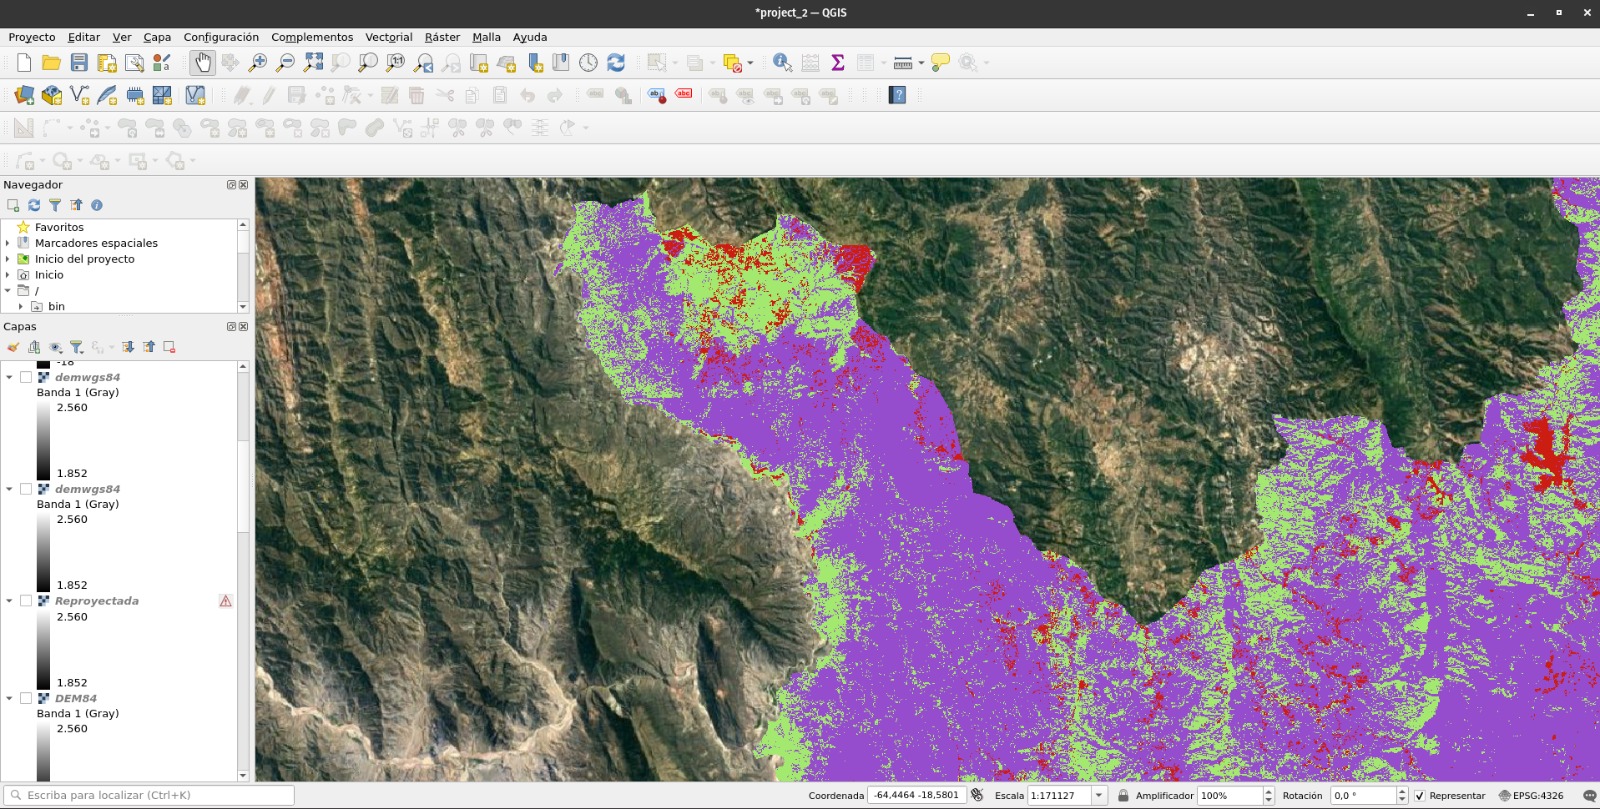 *project_2 — QGIS
Proyecto Editar Ver Capa Configuración Complementos Vectorial Ráster Malla Ayuda
Navegador
Favoritos
Marcadores espaciales
Inicio del proyecto
Inicio
/
bin
Capas
-18
demwgs84
Banda 1 (Gray)
2.560
1.852
demwgs84
Banda 1 (Gray)
2.560
1.852
Reproyectada
2.560
1.852
DEM84
Banda 1 (Gray)
2.560
Escriba para localizar (Ctrl+K) Coordenada -64,4464 -18,5801 Escala 1:171127 Amplificador 100% Rotación 0,0 ° Representar EPSG:4326